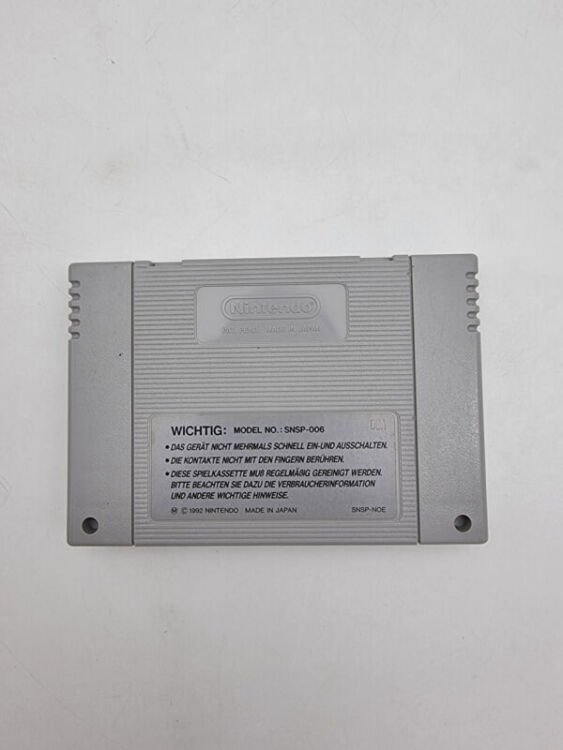 Nintendo
PAT. PEND. MADE IN JAPAN
WICHTIG: MODEL NO.: SNSP-006
• DAS GERÄT NICHT MEHRMALS SCHNELL EIN-UND AUSSCHALTEN.
• DIE KONTAKTE NICHT MIT DEN FINGERN BERÜHREN.
• DIESE SPIELKASSETTE MUß REGELMÄßIG GEREINIGT WERDEN.
BITTE BEACHTEN SIE DAZU DIE VERBRAUCHERINFORMATION
UND ANDERE WICHTIGE HINWEISE.
Ⓜ © 1992 NINTENDO MADE IN JAPAN SNSP-NOE